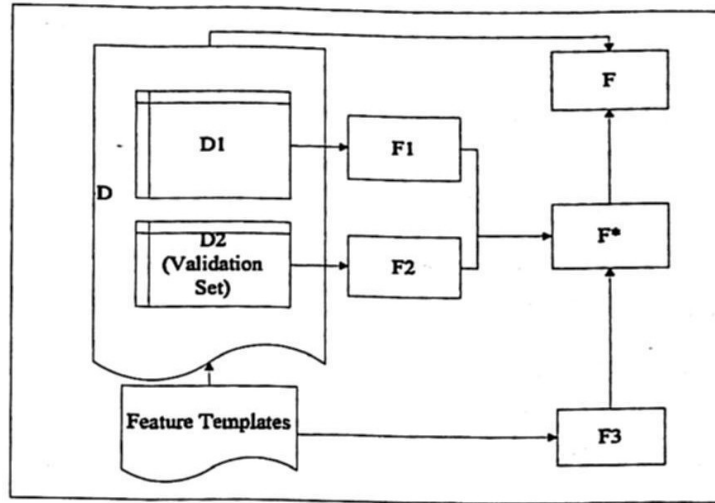 F
D1
F1
D
D2
(Validation
Set)
F2
F*
Feature Templates
F3